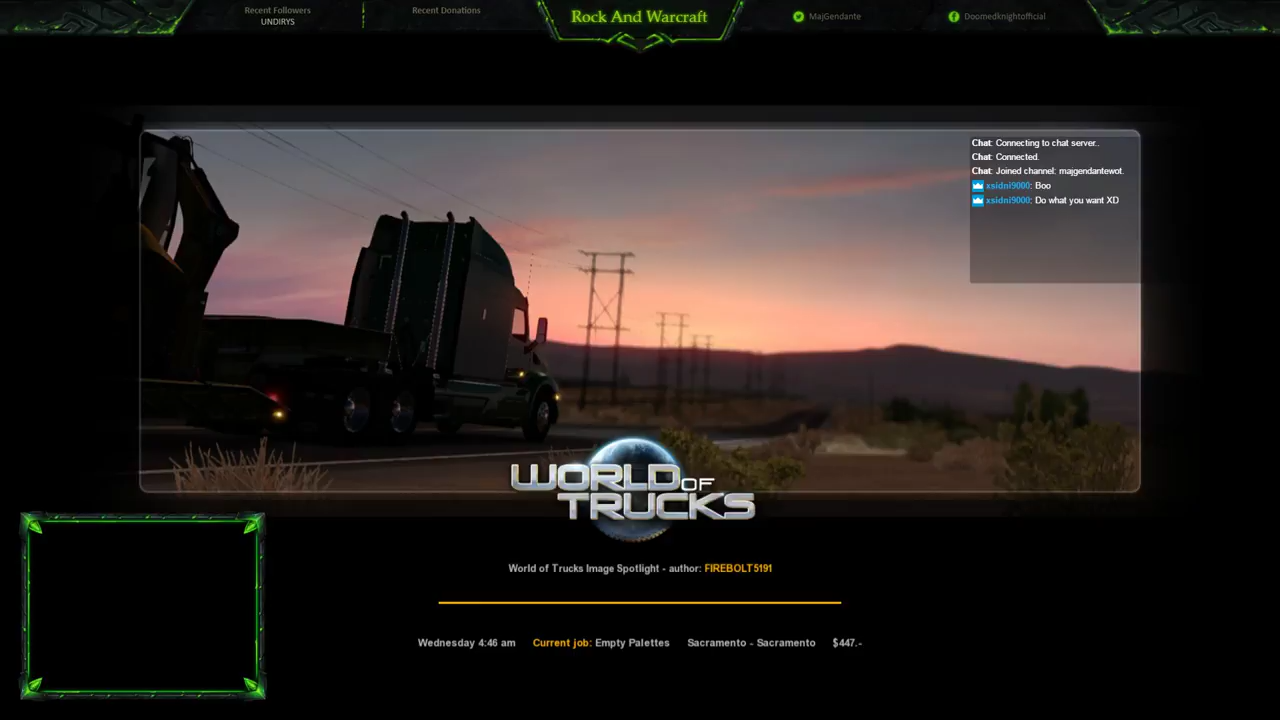 Recent Followers
UNDIRYS
Recent Donations
Rock And Warcraft
MajGendante
Doomedknightofficial
Chat: Connecting to chat server..
Chat: Connected.
Chat: Joined channel: majgendantewot.
xsidni9000: Boo
xsidni9000: Do what you want XD
WORLD OF
TRUCKS
World of Trucks Image Spotlight - author: FIREBOLT5191
Wednesday 4:46 am Current job: Empty Palettes Sacramento - Sacramento $447.-